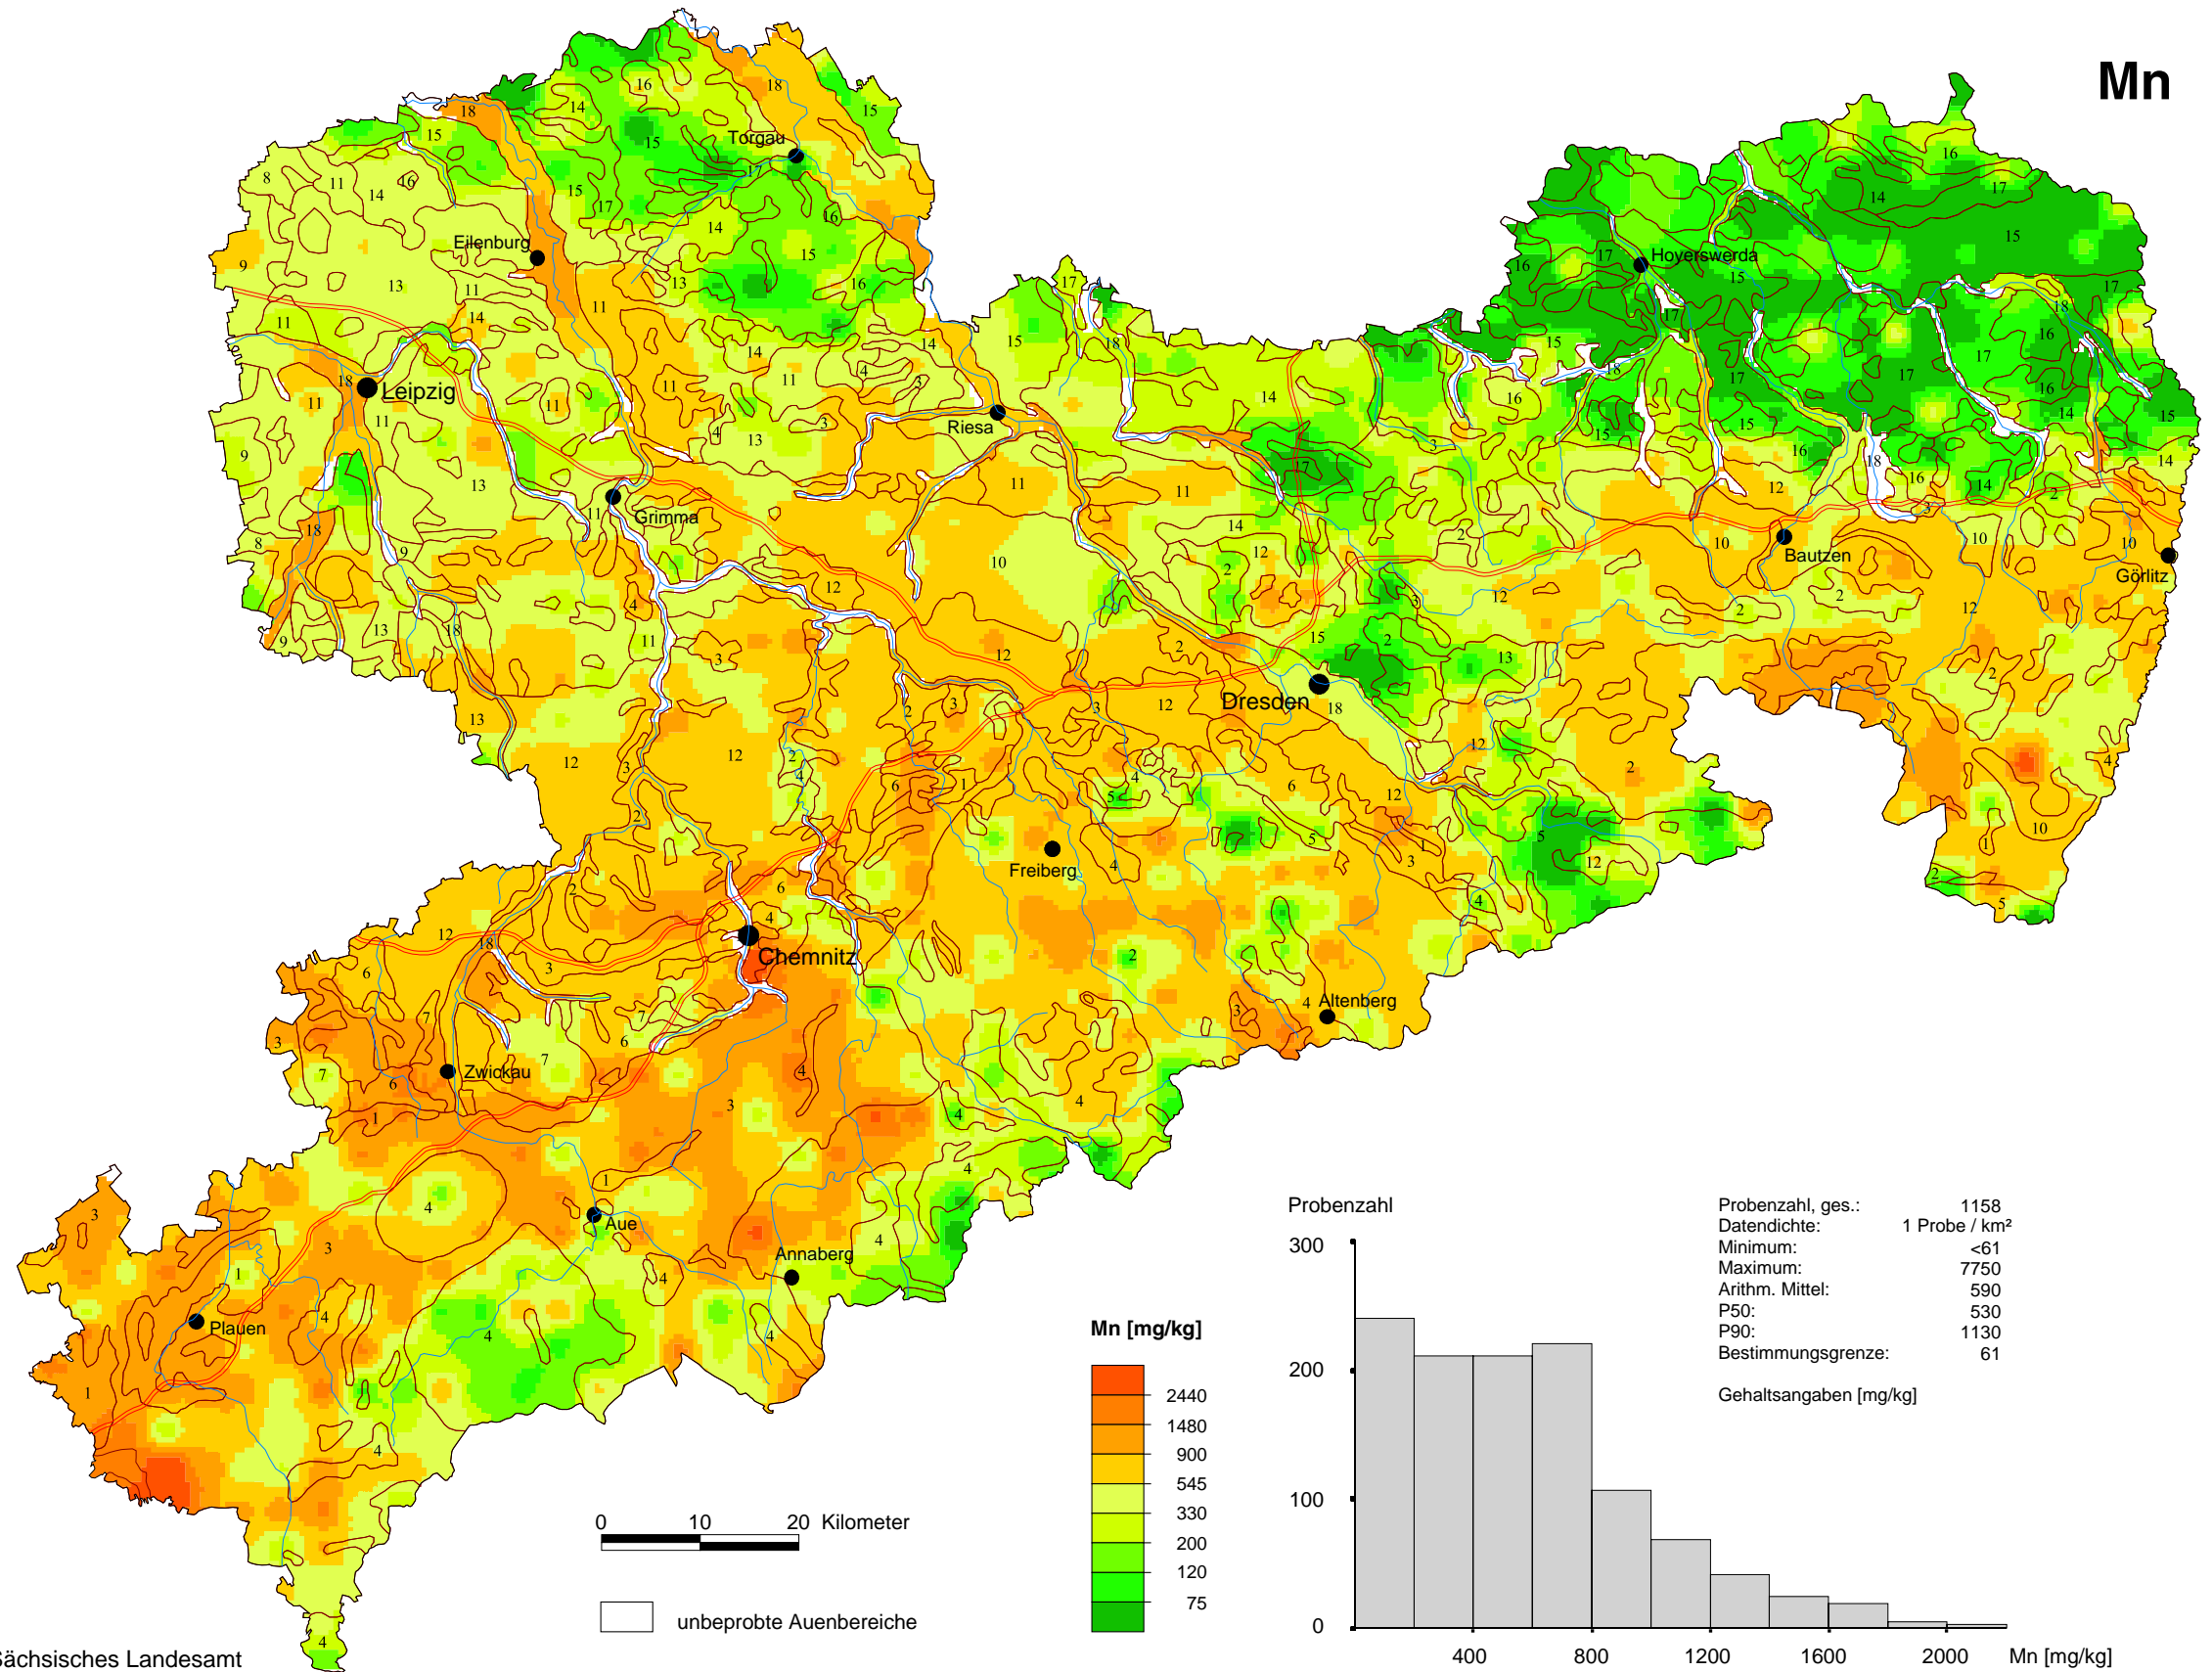 Mn
Torgau
Eilenburg
Hoyerswerda
Leipzig
Riesa
Grimma
Bautzen
Görlitz
Dresden
Freiberg
Chemnitz
Altenberg
Zwickau
Aue
Annaberg
Plauen
Mn [mg/kg]
2440
1480
900
545
330
200
120
75
0 10 20 Kilometer
unbeprobte Auenbereiche
Probenzahl
300
200
100
0
400 800 1200 1600 2000 Mn [mg/kg]
Probenzahl, ges.: 1158
Datendichte: 1 Probe / km²
Minimum: <61
Maximum: 7750
Arithm. Mittel: 590
P50: 530
P90: 1130
Bestimmungsgrenze: 61
Gehaltsangaben [mg/kg]
Sächsisches Landesamt